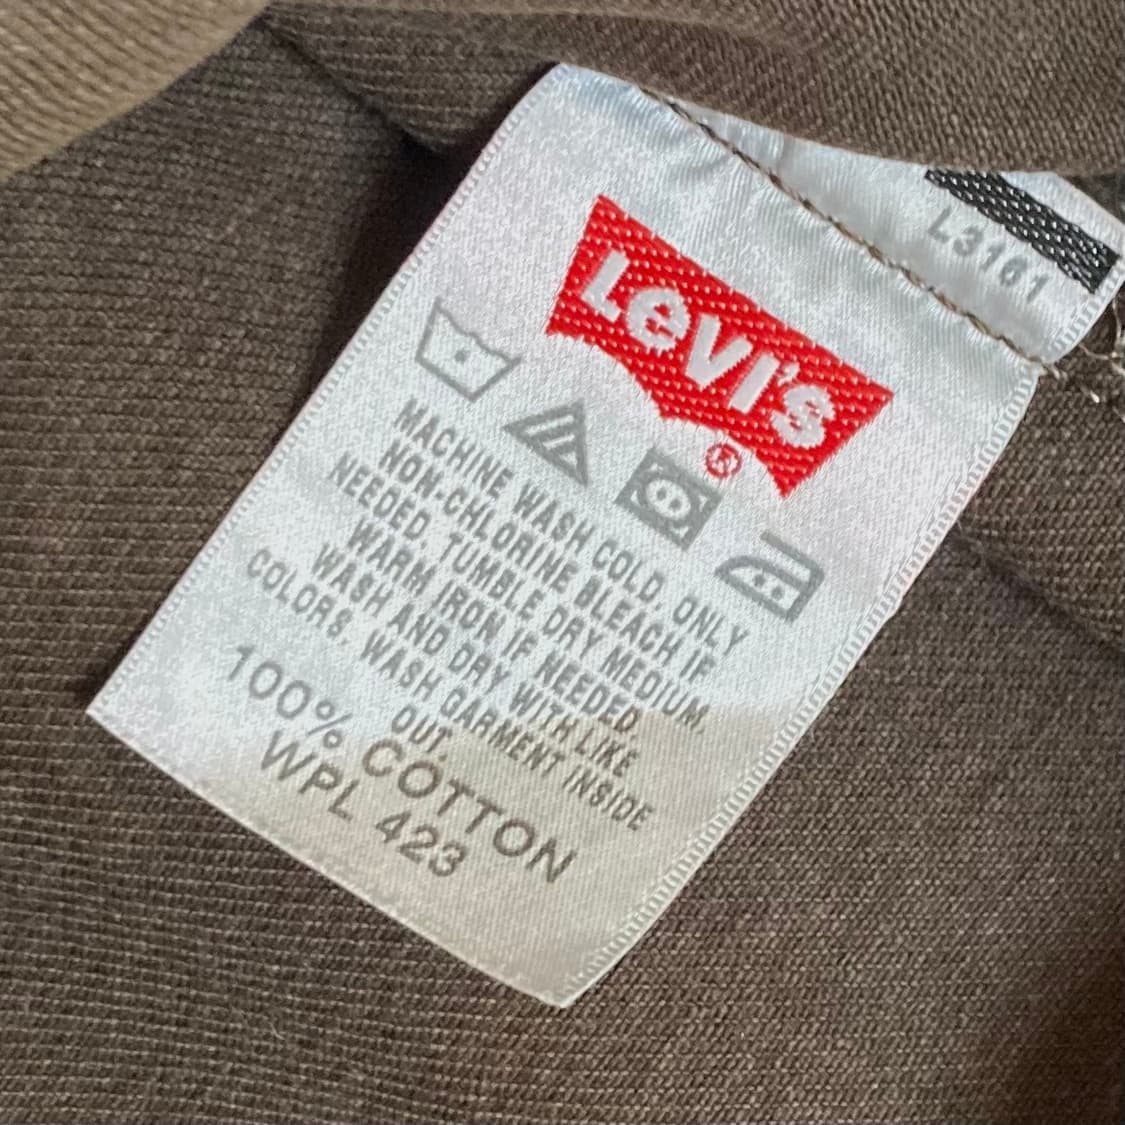 L3161
Levi's
®
MACHINE WASH COLD, ONLY
NON-CHLORINE BLEACH IF
NEEDED, TUMBLE DRY MEDIUM,
WARM IRON IF NEEDED,
WASH AND DRY WITH LIKE
COLORS, WASH GARMENT INSIDE
OUT.
100% COTTON
WPL 423